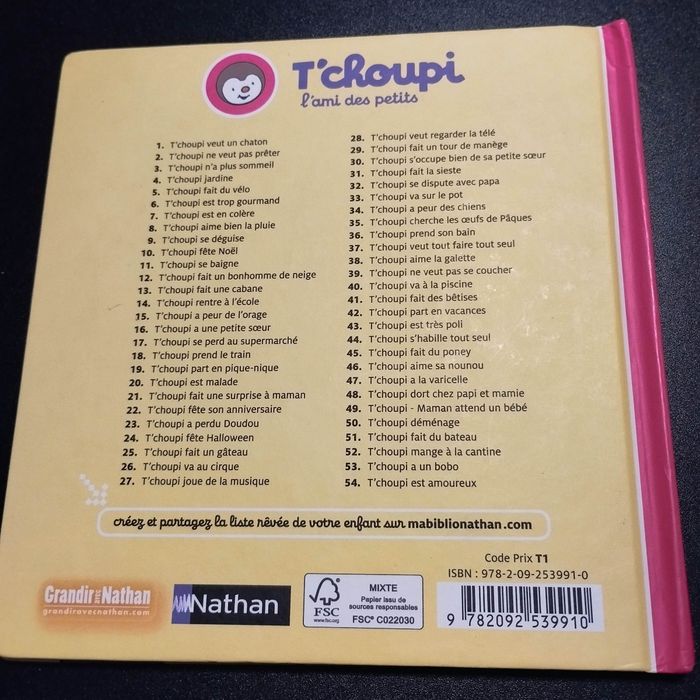 T'choupi
l'ami des petits
1. T'choupi veut un chaton
2. T'choupi ne veut pas prêter
3. T'choupi n'a plus sommeil
4. T'choupi jardine
5. T'choupi fait du vélo
6. T'choupi est trop gourmand
7. T'choupi est en colère
8. T'choupi aime bien la pluie
9. T'choupi se déguise
10. T'choupi fête Noël
11. T'choupi se baigne
12. T'choupi fait un bonhomme de neige
13. T'choupi fait une cabane
14. T'choupi rentre à l'école
15. T'choupi a peur de l'orage
16. T'choupi a une petite sœur
17. T'choupi se perd au supermarché
18. T'choupi prend le train
19. T'choupi part en pique-nique
20. T'choupi est malade
21. T'choupi fait une surprise à maman
22. T'choupi fête son anniversaire
23. T'choupi a perdu Doudou
24. T'choupi fête Halloween
25. T'choupi fait un gâteau
26. T'choupi va au cirque
27. T'choupi joue de la musique
28. T'choupi veut regarder la télé
29. T'choupi fait un tour de manège
30. T'choupi s'occupe bien de sa petite sœur
31. T'choupi fait la sieste
32. T'choupi se dispute avec papa
33. T'choupi va sur le pot
34. T'choupi a peur des chiens
35. T'choupi cherche les œufs de Pâques
36. T'choupi prend son bain
37. T'choupi veut tout faire tout seul
38. T'choupi aime la galette
39. T'choupi ne veut pas se coucher
40. T'choupi va à la piscine
41. T'choupi fait des bêtises
42. T'choupi part en vacances
43. T'choupi est très poli
44. T'choupi s'habille tout seul
45. T'choupi fait du poney
46. T'choupi aime sa nounou
47. T'choupi a la varicelle
48. T'choupi dort chez papi et mamie
49. T'choupi - Maman attend un bébé
50. T'choupi déménage
51. T'choupi fait du bateau
52. T'choupi mange à la cantine
53. T'choupi a un bobo
54. T'choupi est amoureux
créez et partagez la liste rêvée de votre enfant sur mabiblionathan.com
Grandir avec Nathan
grandiravecnathan.com
Nathan
FSC
www.fsc.org
MIXTE
Papier issu de
sources responsables
FSC® C022030
Code Prix T1
ISBN : 978-2-09-253991-0
9 782092 539910